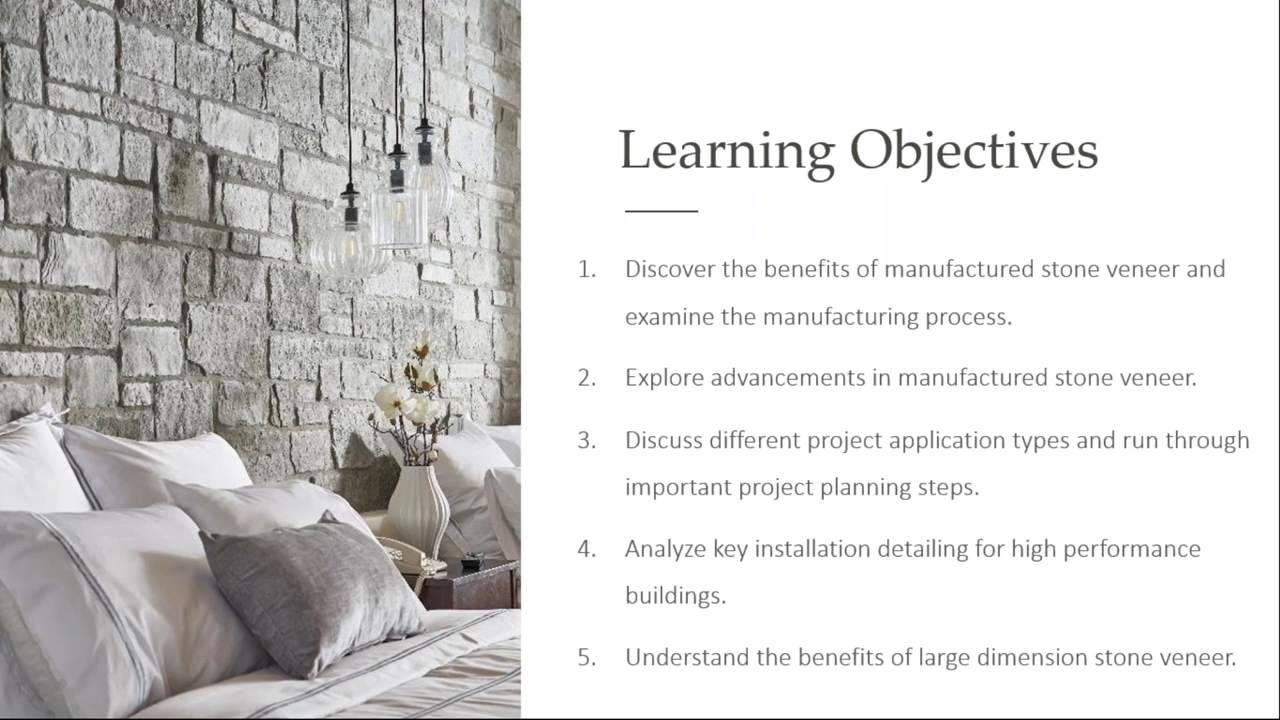 Learning Objectives
1. Discover the benefits of manufactured stone veneer and
examine the manufacturing process.
2. Explore advancements in manufactured stone veneer.
3. Discuss different project application types and run through
important project planning steps.
4. Analyze key installation detailing for high performance
buildings.
5. Understand the benefits of large dimension stone veneer.